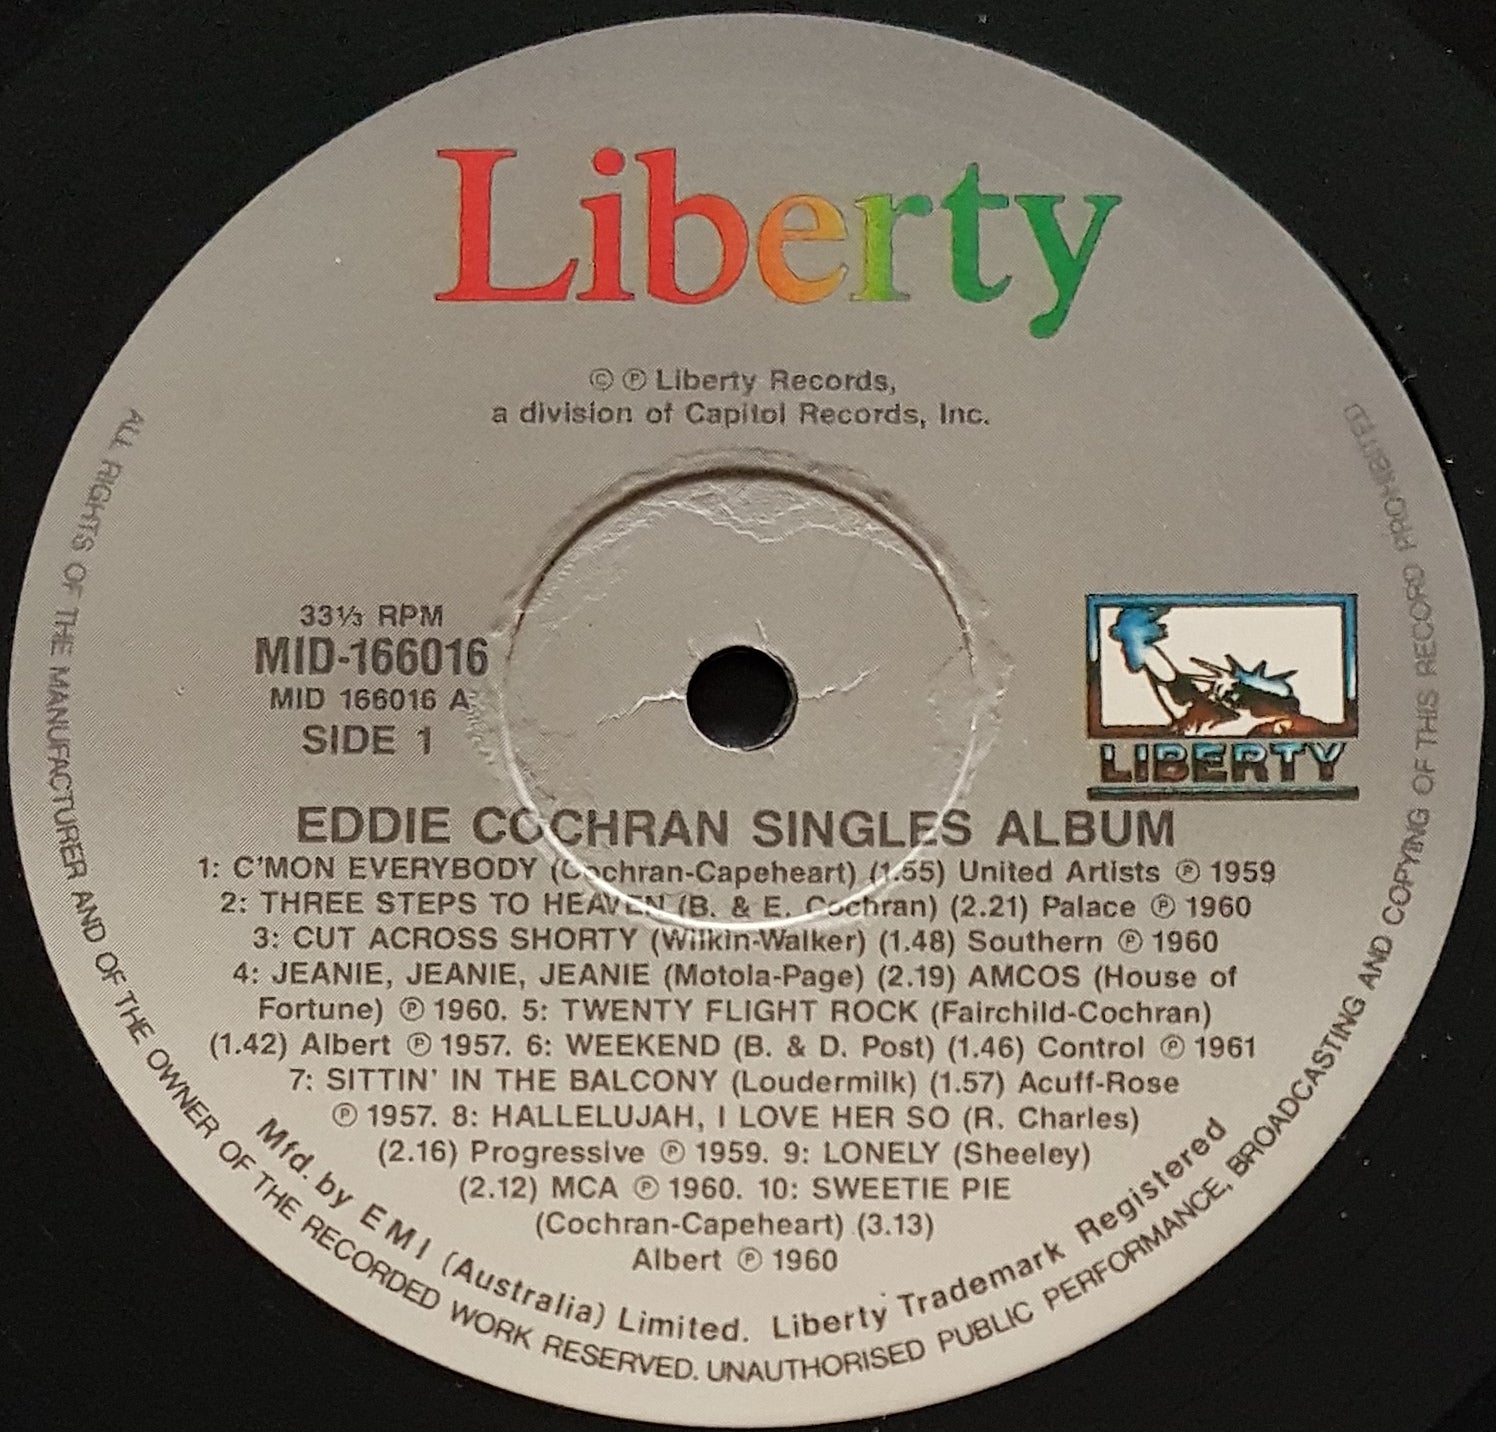 Liberty
© ℗ Liberty Records,
a division of Capitol Records, Inc.
33⅓ RPM
MID-166016
MID 166016 A
SIDE 1
LIBERTY
EDDIE COCHRAN SINGLES ALBUM
1: C'MON EVERYBODY (Cochran-Capeheart) (1.55) United Artists ℗ 1959
2: THREE STEPS TO HEAVEN (B. & E. Cochran) (2.21) Palace ℗ 1960
3: CUT ACROSS SHORTY (Wilkin-Walker) (1.48) Southern ℗ 1960
4: JEANIE, JEANIE, JEANIE (Motola-Page) (2.19) AMCOS (House of
Fortune) ℗ 1960. 5: TWENTY FLIGHT ROCK (Fairchild-Cochran)
(1.42) Albert ℗ 1957. 6: WEEKEND (B. & D. Post) (1.46) Control ℗ 1961
7: SITTIN' IN THE BALCONY (Loudermilk) (1.57) Acuff-Rose
℗ 1957. 8: HALLELUJAH, I LOVE HER SO (R. Charles)
(2.16) Progressive ℗ 1959. 9: LONELY (Sheeley)
(2.12) MCA ℗ 1960. 10: SWEETIE PIE
(Cochran-Capeheart) (3.13)
Albert ℗ 1960
Mfd. by EMI (Australia) Limited. Liberty Trademark Registered
ALL RIGHTS OF THE MANUFACTURER AND OF THE OWNER OF THE RECORDED WORK RESERVED. UNAUTHORISED PUBLIC PERFORMANCE, BROADCASTING AND COPYING OF THIS RECORD PROHIBITED